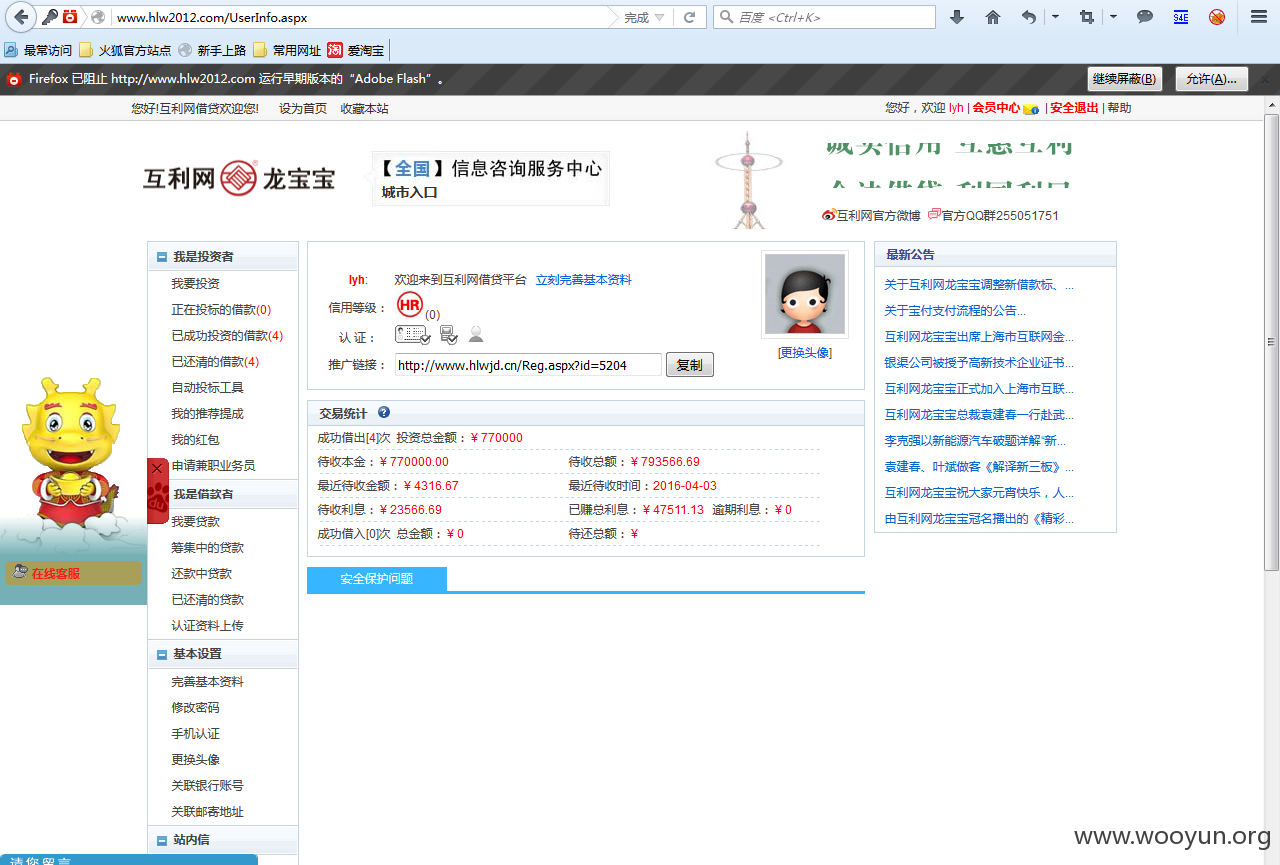 www.hlw2012.com/UserInfo.aspx 完成 百度 <Ctrl+K> S4E
最常访问 火狐官方站点 新手上路 常用网址 淘 爱淘宝
Firefox 已阻止 http://www.hlw2012.com 运行早期版本的“Adobe Flash”。 继续屏蔽(B) 允许(A)...
您好!互利网借贷欢迎您! 设为首页 收藏本站 您好，欢迎 lyh | 会员中心 | 安全退出 | 帮助
互利网 龙宝宝
【全国】信息咨询服务中心
城市入口
诚实信用 互惠互利
合法借贷 利国利民
互利网官方微博 官方QQ群255051751
我是投资者
我要投资
正在投标的借款(0)
已成功投资的借款(4)
已还清的借款(4)
自动投标工具
我的推荐提成
我的红包
申请兼职业务员
我是借款者
我要贷款
筹集中的贷款
还款中贷款
已还清的贷款
认证资料上传
基本设置
完善基本资料
修改密码
手机认证
更换头像
关联银行账号
关联邮寄地址
站内信
du
在线客服
请您留言
lyh: 欢迎来到互利网借贷平台 立刻完善基本资料
信用等级： HR (0)
认 证：
推广链接： http://www.hlwjd.cn/Reg.aspx?id=5204 复制
[更换头像]
交易统计 ?
成功借出[4]次 投资总金额：￥770000
待收本金：￥770000.00 待收总额：￥793566.69
最近待收金额：￥4316.67 最近待收时间：2016-04-03
待收利息：￥23566.69 已赚总利息：￥47511.13 逾期利息：￥0
成功借入[0]次 总金额：￥0 待还总额：￥
安全保护问题
最新公告
关于互利网龙宝宝调整新借款标、...
关于宝付支付流程的公告...
互利网龙宝宝出席上海市互联网金...
银渠公司被授予高新技术企业证书...
互利网龙宝宝正式加入上海市互联...
互利网龙宝宝总裁袁建春一行赴武...
李克强以新能源汽车破题详解“新...
袁建春、叶斌做客《解译新三板》...
互利网龙宝宝祝大家元宵快乐，人...
由互利网龙宝宝冠名播出的《精彩...
www.wooyun.org